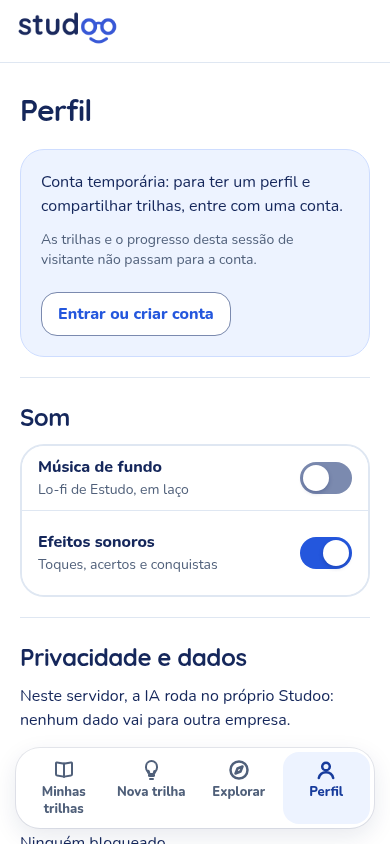 studoo
Perfil
Conta temporária: para ter um perfil e
compartilhar trilhas, entre com uma conta.
As trilhas e o progresso desta sessão de
visitante não passam para a conta.
Entrar ou criar conta
Som
Música de fundo
Lo-fi de Estudo, em laço
Efeitos sonoros
Toques, acertos e conquistas
Privacidade e dados
Neste servidor, a IA roda no próprio Studoo:
nenhum dado vai para outra empresa.
Minhas
trilhas
Nova trilha
Explorar
Perfil
Ninguém bloqueado